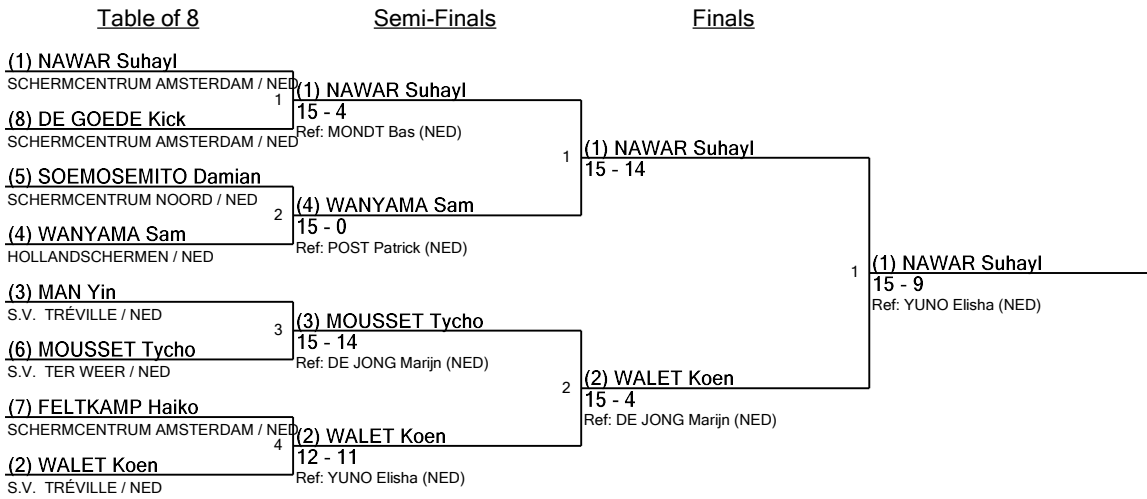 Table of 8
Semi-Finals
Finals
(1) NAWAR Suhayl
SCHERMCENTRUM AMSTERDAM / NED
1
(8) DE GOEDE Kick
SCHERMCENTRUM AMSTERDAM / NED
(5) SOEMOSEMITO Damian
SCHERMCENTRUM NOORD / NED
2
(4) WANYAMA Sam
HOLLANDSCHERMEN / NED
(3) MAN Yin
S.V. TRÉVILLE / NED
3
(6) MOUSSET Tycho
S.V. TER WEER / NED
(7) FELTKAMP Haiko
SCHERMCENTRUM AMSTERDAM / NED
4
(2) WALET Koen
S.V. TRÉVILLE / NED
(1) NAWAR Suhayl
15 - 4
Ref: MONDT Bas (NED)
1
(4) WANYAMA Sam
15 - 0
Ref: POST Patrick (NED)
(3) MOUSSET Tycho
15 - 14
Ref: DE JONG Marijn (NED)
2
(2) WALET Koen
12 - 11
Ref: YUNO Elisha (NED)
(1) NAWAR Suhayl
15 - 14
1
(2) WALET Koen
15 - 4
Ref: DE JONG Marijn (NED)
(1) NAWAR Suhayl
15 - 9
Ref: YUNO Elisha (NED)